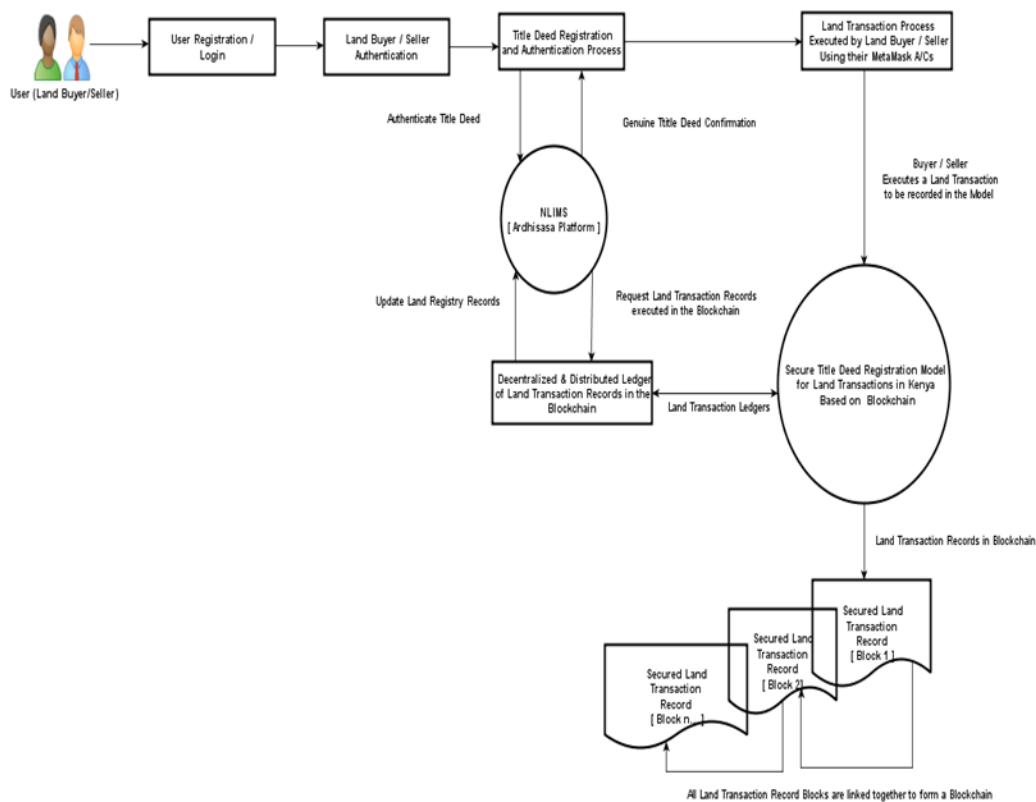 User (Land Buyer/Seller)
User Registration /
Login
Land Buyer / Seller
Authentication
Title Deed Registration
and Authentication Process
Land Transaction Process
Executed by Land Buyer / Seller
Using their MetaMask A/Cs
Authenticate Title Deed
Genuine Ttitle Deed Confirmation
Buyer / Seller
Executes a Land Transaction
to be recorded in the Model
NLIMS
[ Ardhisasa Platform ]
Update Land Registry Records
Request Land Transaction Records
executed in the Blockchain
Decentralized & Distributed Ledger
of Land Transaction Records in the
Blockchain
Land Transaction Ledgers
Secure Title Deed Registration Model
for Land Transactions in Kenya
Based on Blockchain
Land Transaction Records in Blockchain
Secured Land
Transaction
Record
[ Block 1 ]
Secured Land
Transaction
Record
[ Block 2]
Secured Land
Transaction
Record
[ Block n... ]
All Land Transaction Record Blocks are linked together to form a Blockchain